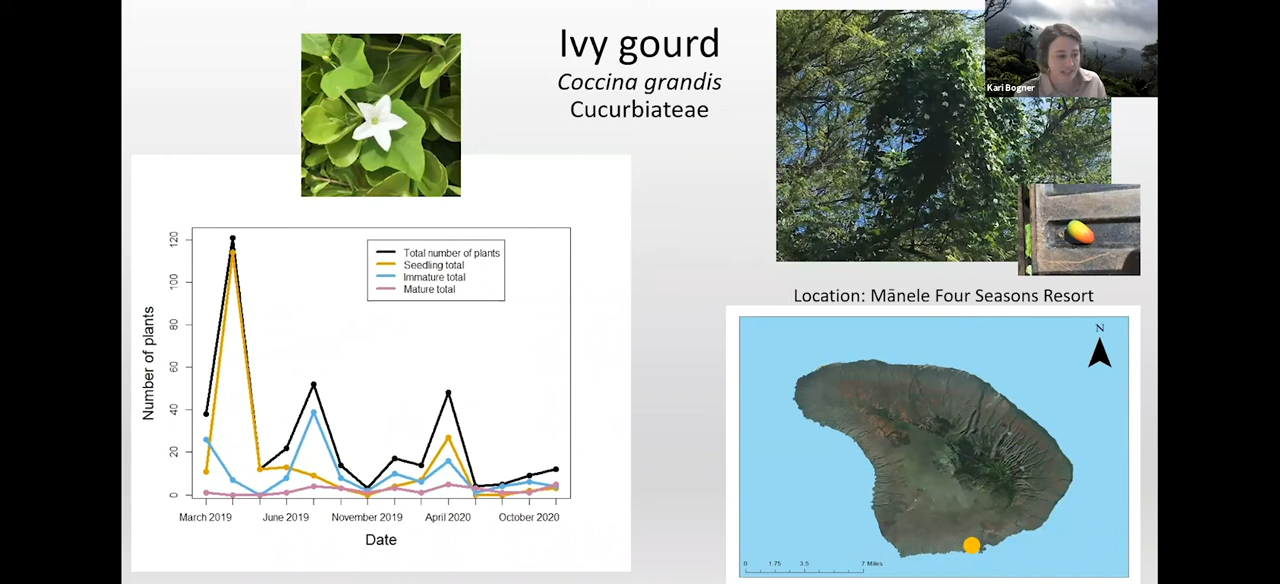 Ivy gourd
Coccina grandis
Cucurbiateae
Kari Bogner
Number of plants
0
20
40
60
80
100
120
Total number of plants
Seedling total
Immature total
Mature total
March 2019
June 2019
November 2019
April 2020
October 2020
Date
Location: Mānele Four Seasons Resort
N
0
1.75
3.5
7 Miles